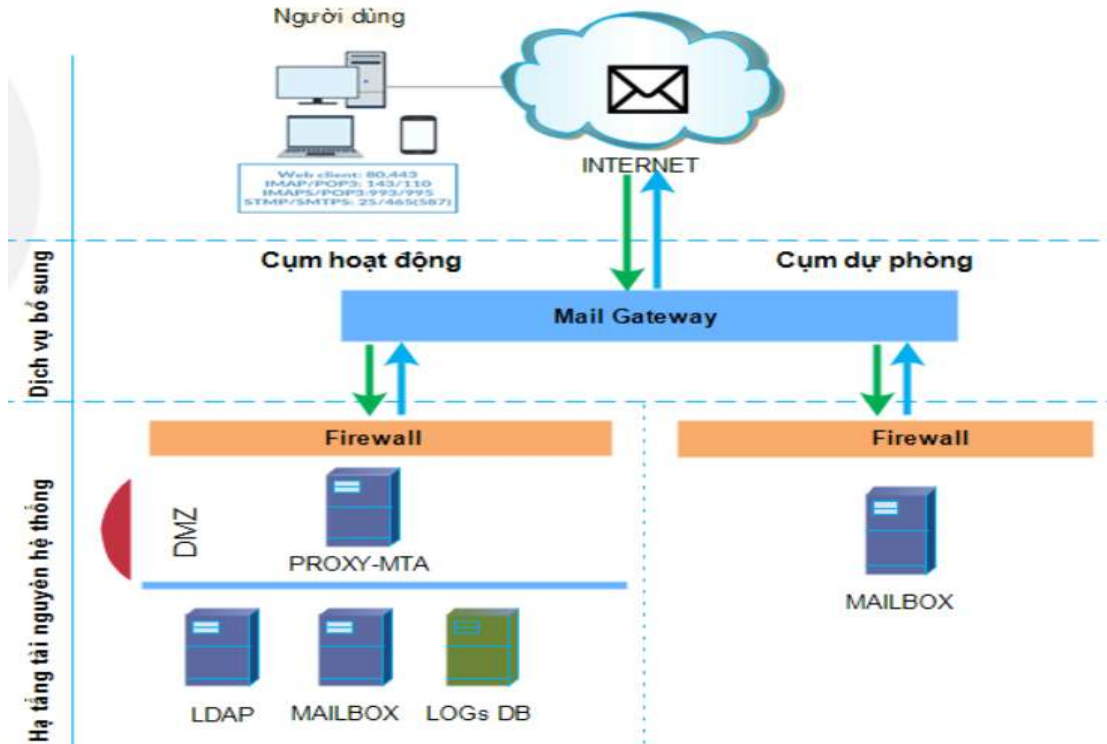 Người dùng
Web client: 80,443
IMAP/POP3: 143/110
IMAPS/POP3:993/995
STMP/SMTPS: 25/465(587)
INTERNET
Dịch vụ bổ sung
Cụm hoạt động
Cụm dự phòng
Mail Gateway
Hạ tầng tài nguyên hệ thống
Firewall
Firewall
DMZ
PROXY-MTA
MAILBOX
LDAP
MAILBOX
LOGs DB